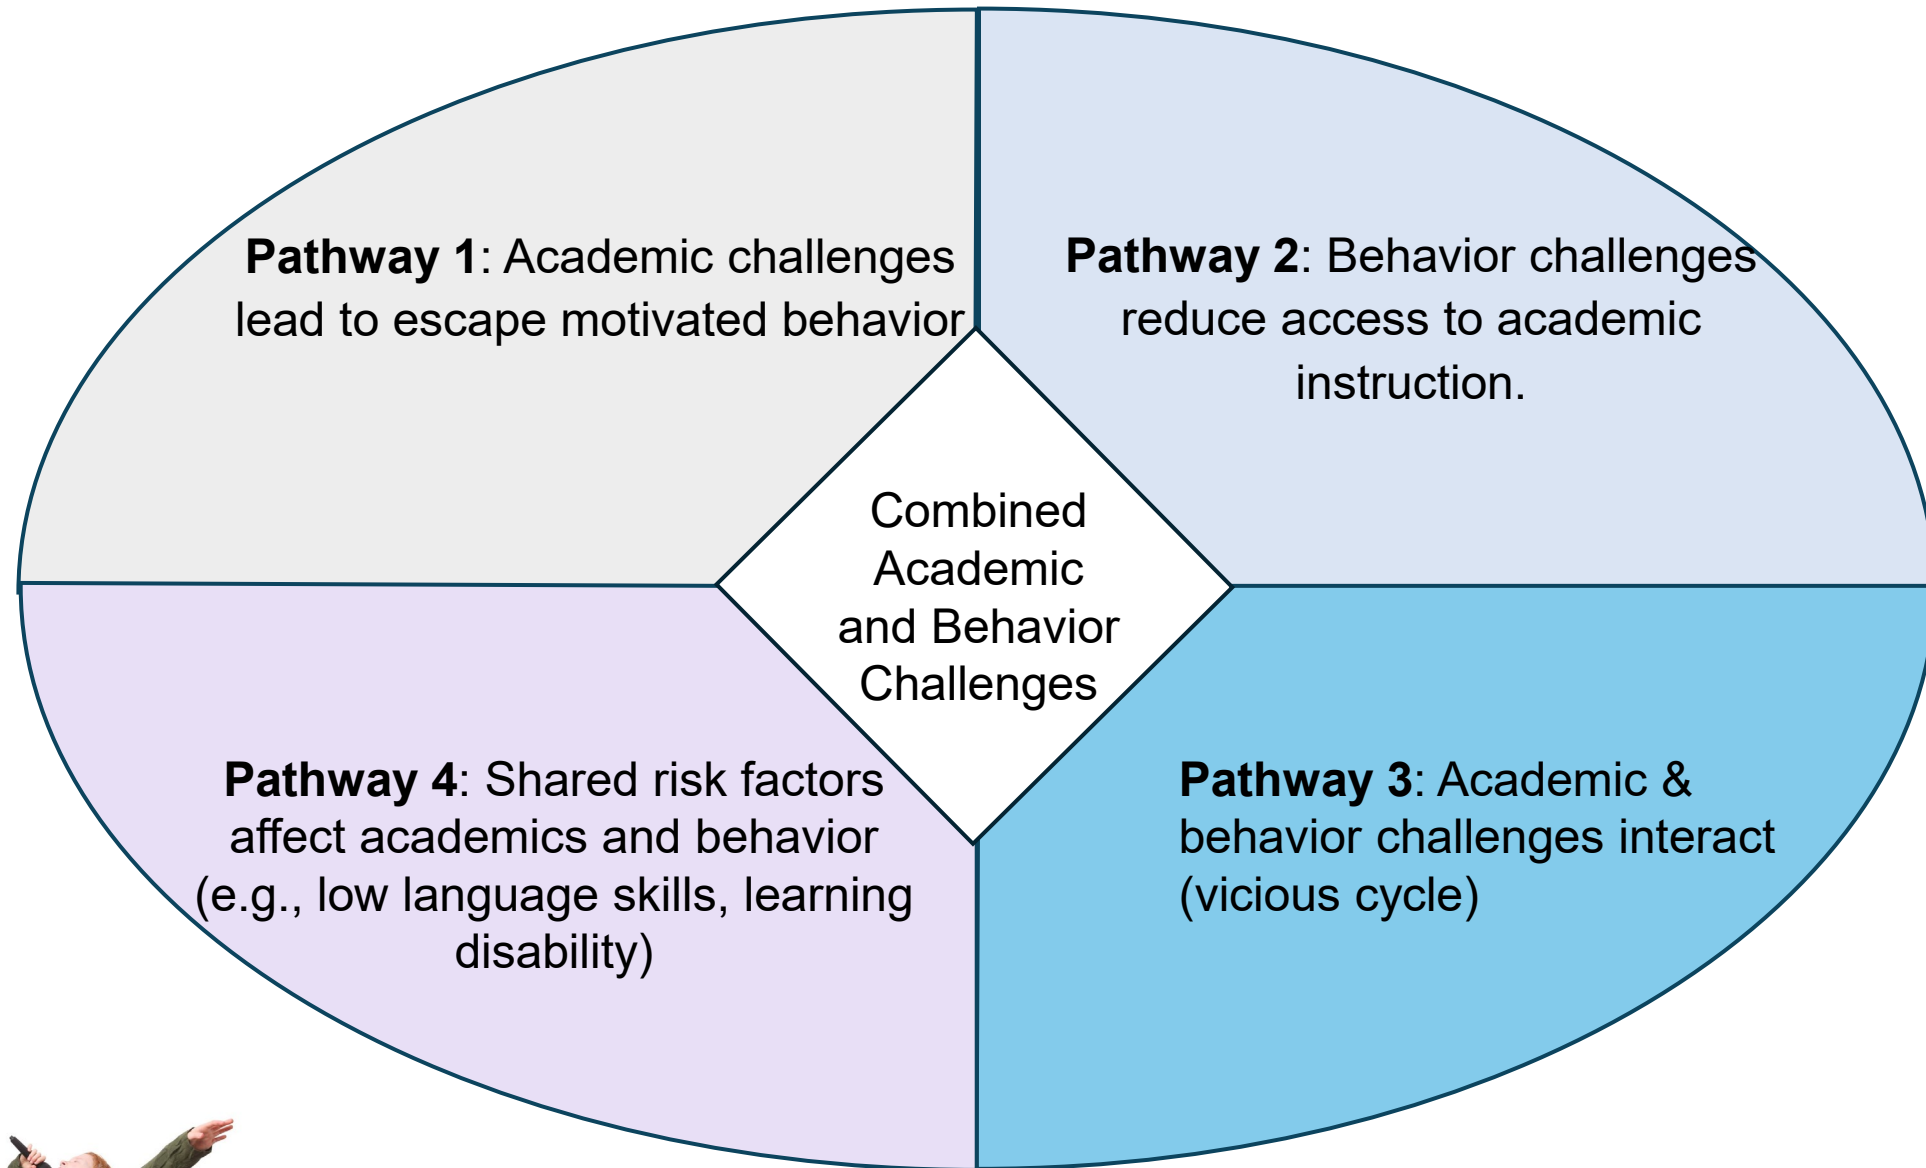 Pathway 1: Academic challenges
lead to escape motivated behavior
Pathway 2: Behavior challenges
reduce access to academic
instruction.
Combined
Academic
and Behavior
Challenges
Pathway 4: Shared risk factors
affect academics and behavior
(e.g., low language skills, learning
disability)
Pathway 3: Academic &
behavior challenges interact
(vicious cycle)